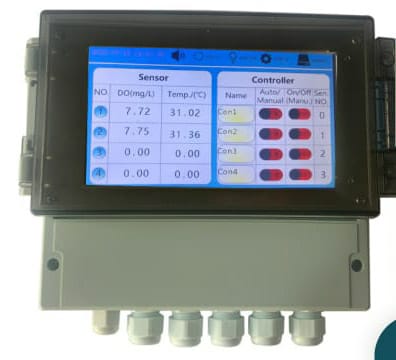 Sensor
Controller
NO DO(mg/L) Temp./(℃)
Name Auto/ Manual On/Off (Manu.) Sen NO.
1 7.72 31.02 Con1 0
2 7.75 31.36 Con2 1
3 0.00 0.00 Con3 2
4 0.00 0.00 Con4 3